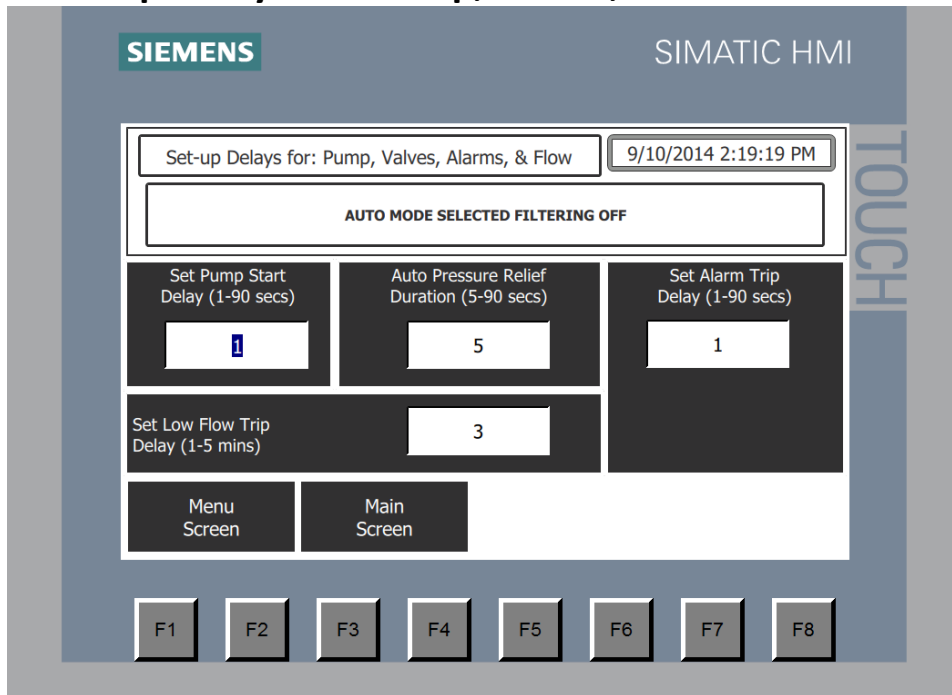 SIEMENS
SIMATIC HMI
TOUCH
Set-up Delays for: Pump, Valves, Alarms, & Flow
9/10/2014 2:19:19 PM
AUTO MODE SELECTED FILTERING OFF
Set Pump Start
Delay (1-90 secs)
1
Auto Pressure Relief
Duration (5-90 secs)
5
Set Alarm Trip
Delay (1-90 secs)
1
Set Low Flow Trip
Delay (1-5 mins)
3
Menu
Screen
Main
Screen
F1 F2 F3 F4 F5 F6 F7 F8